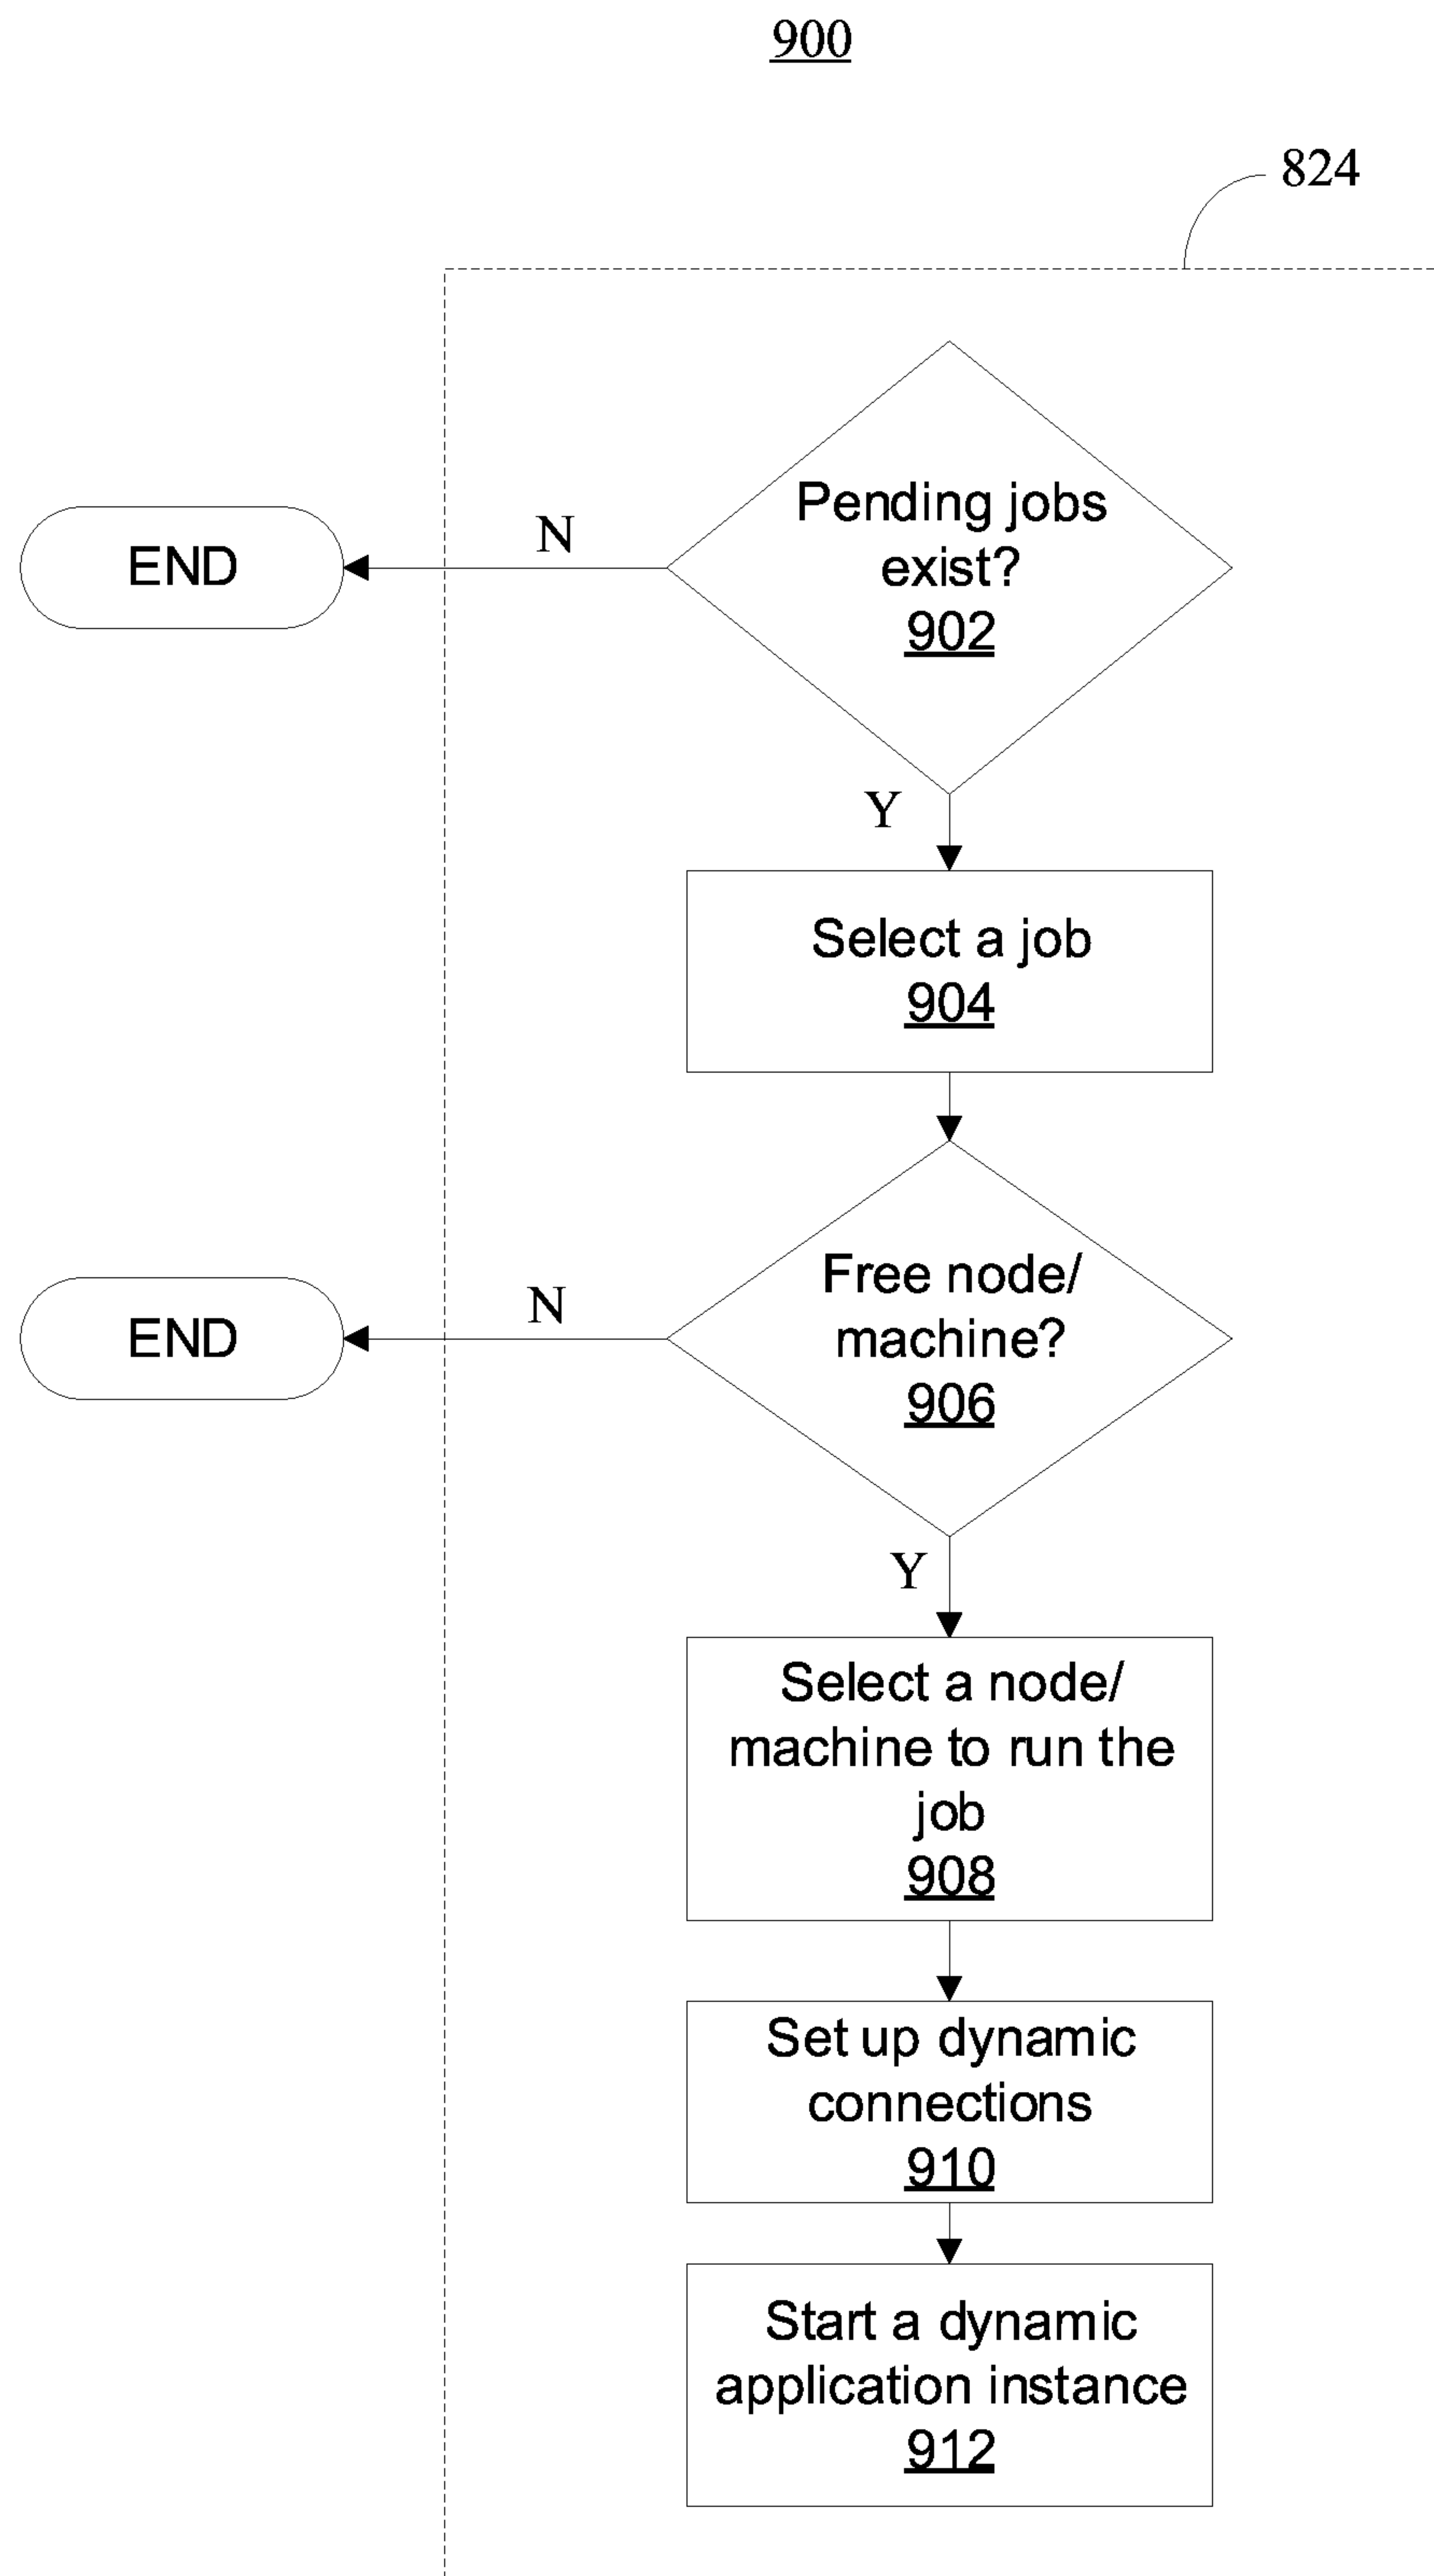 900
824
Pending jobs
exist?
902
N
END
Y
Select a job
904
Free node/
machine?
906
N
END
Y
Select a node/
machine to run the
job
908
Set up dynamic
connections
910
Start a dynamic
application instance
912